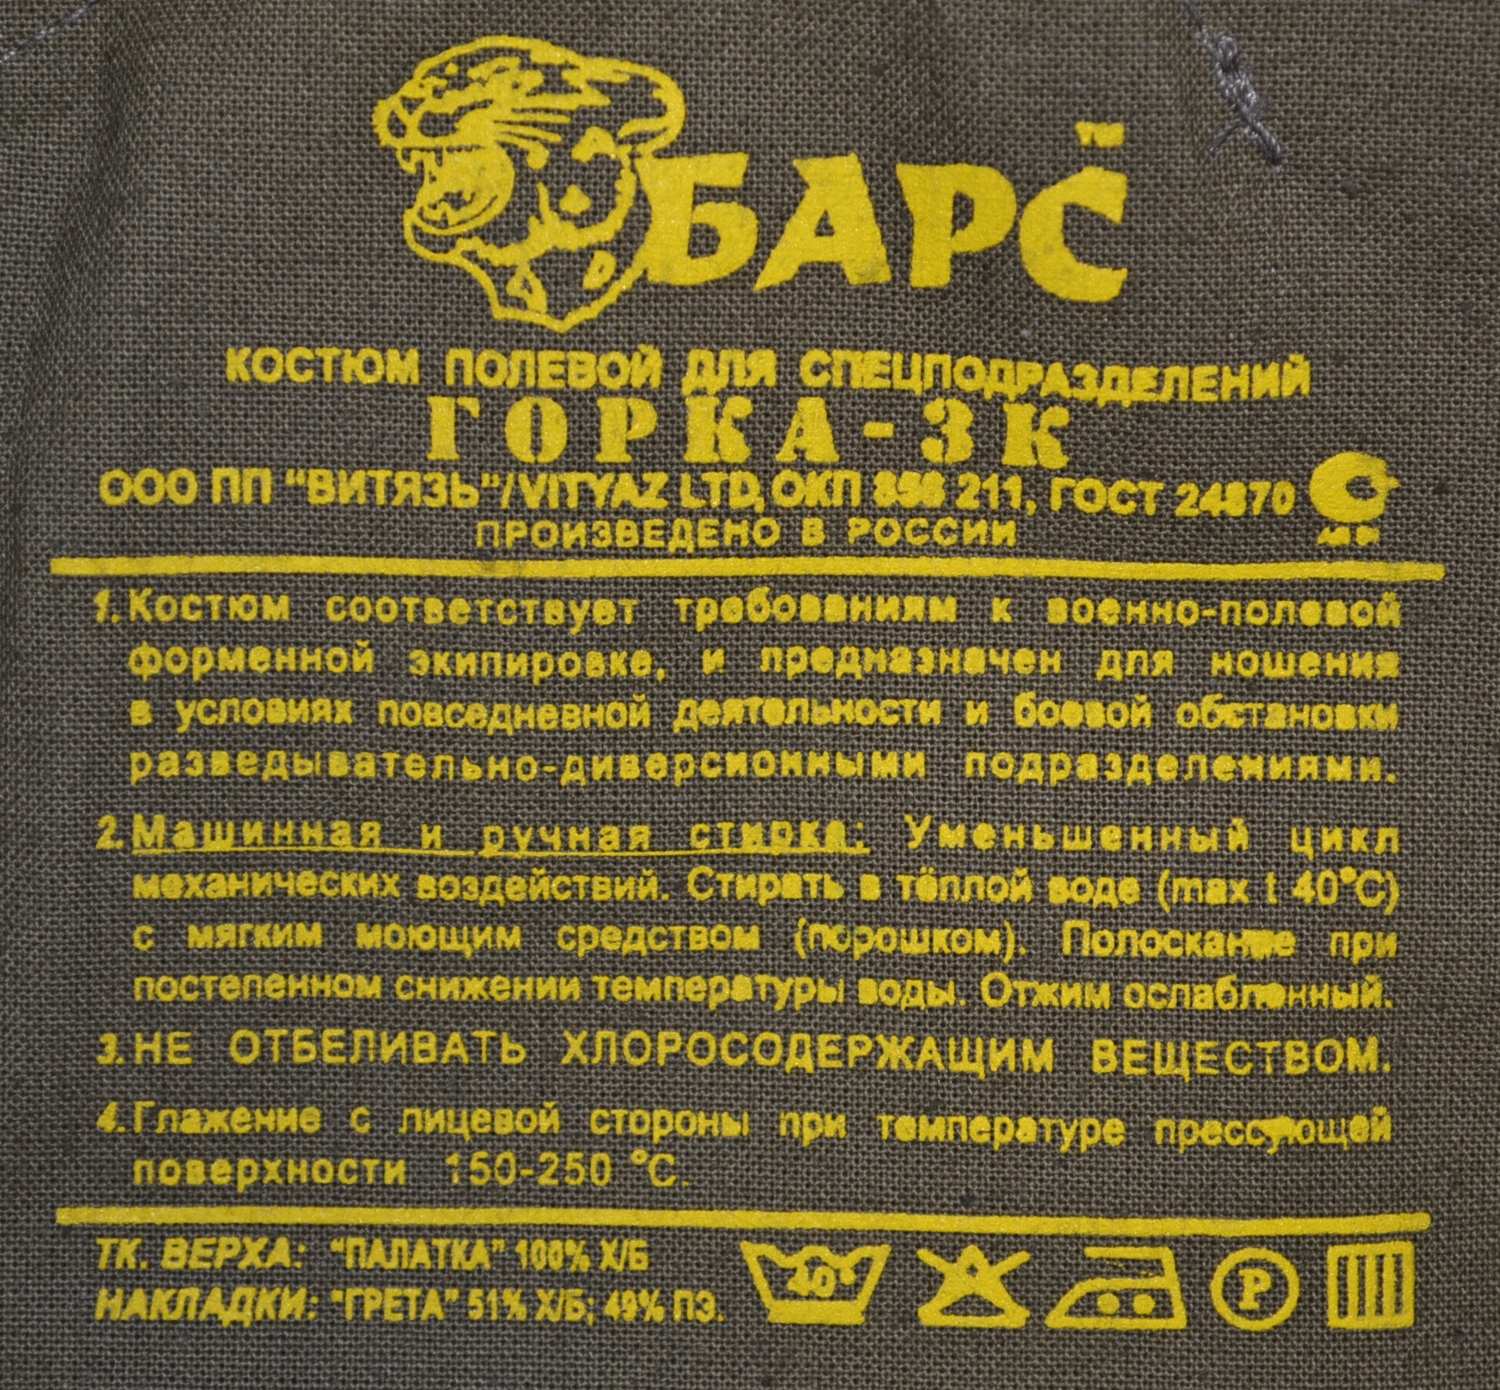 БАРС™
КОСТЮМ ПОЛЕВОЙ ДЛЯ СПЕЦПОДРАЗДЕЛЕНИЙ
ГОРКА-3К
ООО ПП “ВИТЯЗЬ”/VITYAZ LTD, ОКП 856 211, ГОСТ 24870
ПРОИЗВЕДЕНО В РОССИИ
1. Костюм соответствует требованиям к военно-полевой
форменной экипировке, и предназначен для ношения
в условиях повседневной деятельности и боевой обстановки
разведывательно-диверсионными подразделениями.
2. Машинная и ручная стирка: Уменьшенный цикл
механических воздействий. Стирать в тёплой воде (max t 40°C)
с мягким моющим средством (порошком). Полоскание при
постепенном снижении температуры воды. Отжим ослабленный.
3. НЕ ОТБЕЛИВАТЬ ХЛОРОСОДЕРЖАЩИМ ВЕЩЕСТВОМ.
4. Глажение с лицевой стороны при температуре прессующей
поверхности 150-250 °C.
ТК. ВЕРХА: “ПАЛАТКА” 100% Х/Б
НАКЛАДКИ: “ГРЕТА” 51% Х/Б; 49% ПЭ.
40° P